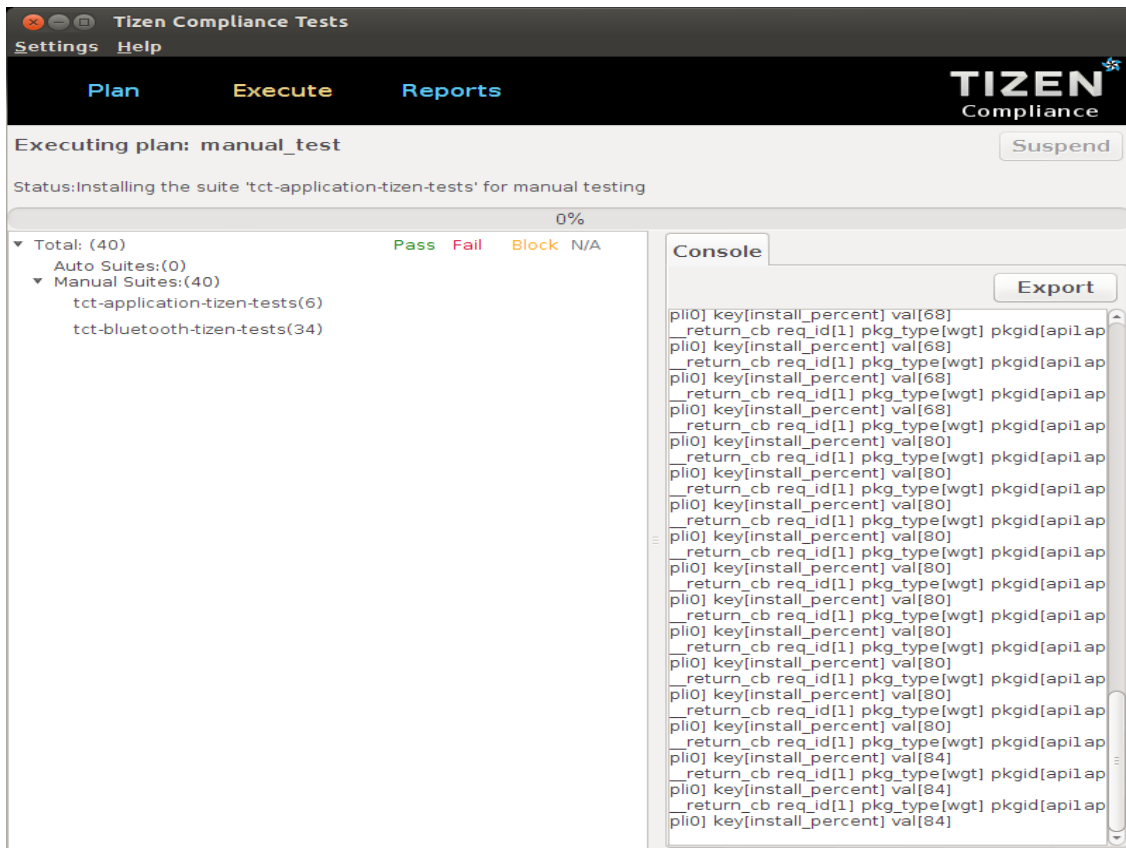 Tizen Compliance Tests
Settings Help
Plan Execute Reports
TIZEN
Compliance
Executing plan: manual_test
Suspend
Status:Installing the suite 'tct-application-tizen-tests' for manual testing
0%
Total: (40) Pass Fail Block N/A
Auto Suites:(0)
Manual Suites:(40)
tct-application-tizen-tests(6)
tct-bluetooth-tizen-tests(34)
Console
Export
pli0] key[install_percent] val[68]
__return_cb req_id[1] pkg_type[wgt] pkgid[api1ap
pli0] key[install_percent] val[68]
__return_cb req_id[1] pkg_type[wgt] pkgid[api1ap
pli0] key[install_percent] val[68]
__return_cb req_id[1] pkg_type[wgt] pkgid[api1ap
pli0] key[install_percent] val[68]
__return_cb req_id[1] pkg_type[wgt] pkgid[api1ap
pli0] key[install_percent] val[80]
__return_cb req_id[1] pkg_type[wgt] pkgid[api1ap
pli0] key[install_percent] val[80]
__return_cb req_id[1] pkg_type[wgt] pkgid[api1ap
pli0] key[install_percent] val[80]
__return_cb req_id[1] pkg_type[wgt] pkgid[api1ap
pli0] key[install_percent] val[80]
__return_cb req_id[1] pkg_type[wgt] pkgid[api1ap
pli0] key[install_percent] val[80]
__return_cb req_id[1] pkg_type[wgt] pkgid[api1ap
pli0] key[install_percent] val[80]
__return_cb req_id[1] pkg_type[wgt] pkgid[api1ap
pli0] key[install_percent] val[80]
__return_cb req_id[1] pkg_type[wgt] pkgid[api1ap
pli0] key[install_percent] val[80]
__return_cb req_id[1] pkg_type[wgt] pkgid[api1ap
pli0] key[install_percent] val[80]
__return_cb req_id[1] pkg_type[wgt] pkgid[api1ap
pli0] key[install_percent] val[80]
__return_cb req_id[1] pkg_type[wgt] pkgid[api1ap
pli0] key[install_percent] val[84]
__return_cb req_id[1] pkg_type[wgt] pkgid[api1ap
pli0] key[install_percent] val[84]
__return_cb req_id[1] pkg_type[wgt] pkgid[api1ap
pli0] key[install_percent] val[84]